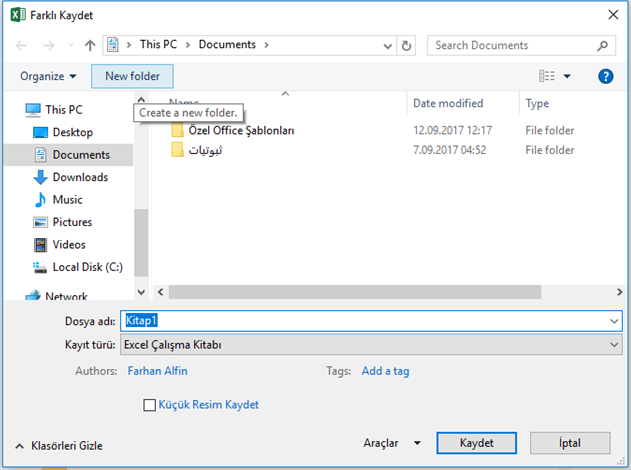 Farklı Kaydet
This PC
Documents
Search Documents
Organize
New folder
Create a new folder.
Name
Date modified
Type
This PC
Desktop
Documents
Downloads
Music
Pictures
Videos
Local Disk (C:)
Network
Özel Office Şablonları 12.09.2017 12:17 File folder
ثبوتيات 7.09.2017 04:52 File folder
Dosya adı: Kitap1
Kayıt türü: Excel Çalışma Kitabı
Authors: Farhan Alfin Tags: Add a tag
Küçük Resim Kaydet
Klasörleri Gizle Araçlar Kaydet İptal